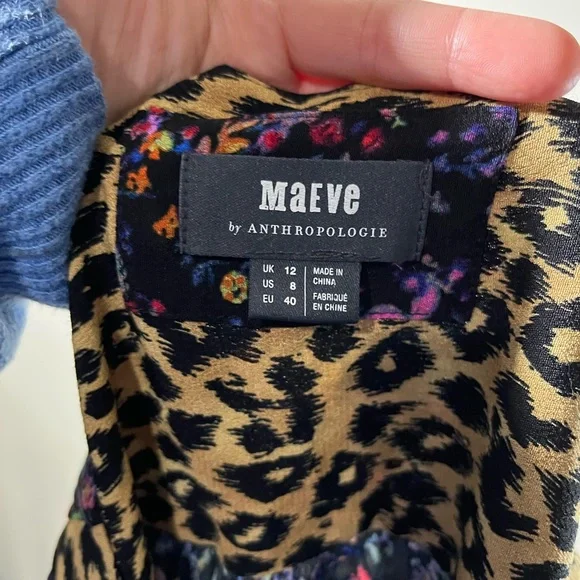 MaEve
by ANTHROPOLOGIE
UK 12
US 8
EU 40
MADE IN
CHINA
FABRIQUÉ
EN CHINE